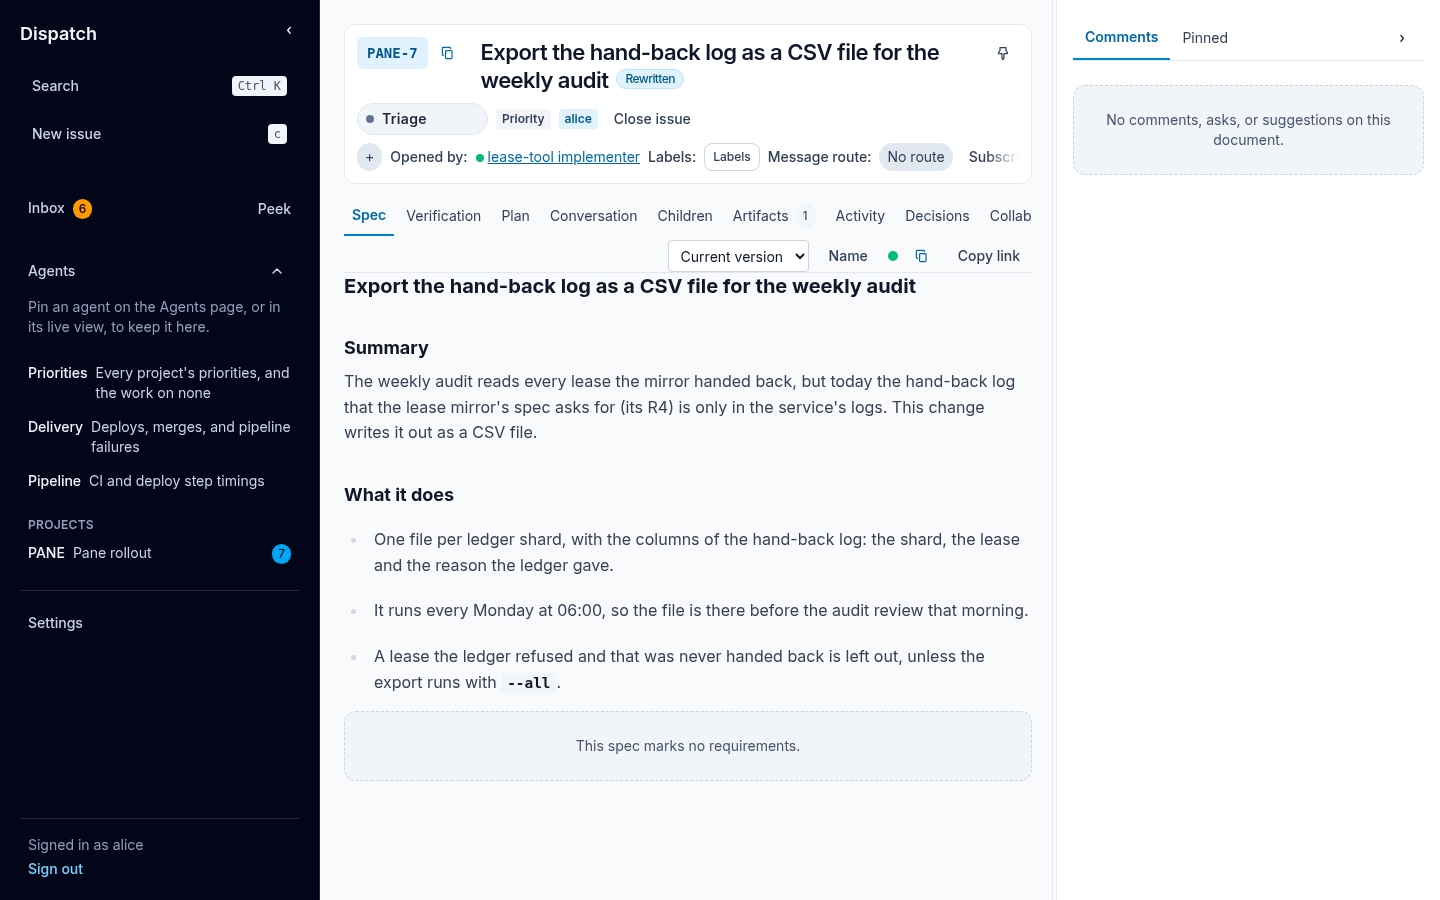 Dispatch
Search
Ctrl K
New issue
c
Inbox 6
Peek
Agents
Pin an agent on the Agents page, or in
its live view, to keep it here.
Priorities Every project's priorities, and
the work on none
Delivery Deploys, merges, and pipeline
failures
Pipeline CI and deploy step timings
PROJECTS
PANE Pane rollout 7
Settings
Signed in as alice
Sign out
PANE-7
Export the hand-back log as a CSV file for the
weekly audit Rewritten
Triage
Priority
alice
Close issue
+
Opened by: lease-tool implementer Labels: Labels Message route: No route Subscr
Spec
Verification
Plan
Conversation
Children
Artifacts 1
Activity
Decisions
Collab
Current version
Name
Copy link
Export the hand-back log as a CSV file for the weekly audit
Summary
The weekly audit reads every lease the mirror handed back, but today the hand-back log
that the lease mirror's spec asks for (its R4) is only in the service's logs. This change
writes it out as a CSV file.
What it does
One file per ledger shard, with the columns of the hand-back log: the shard, the lease
and the reason the ledger gave.
It runs every Monday at 06:00, so the file is there before the audit review that morning.
A lease the ledger refused and that was never handed back is left out, unless the
export runs with --all.
This spec marks no requirements.
Comments
Pinned
No comments, asks, or suggestions on this
document.